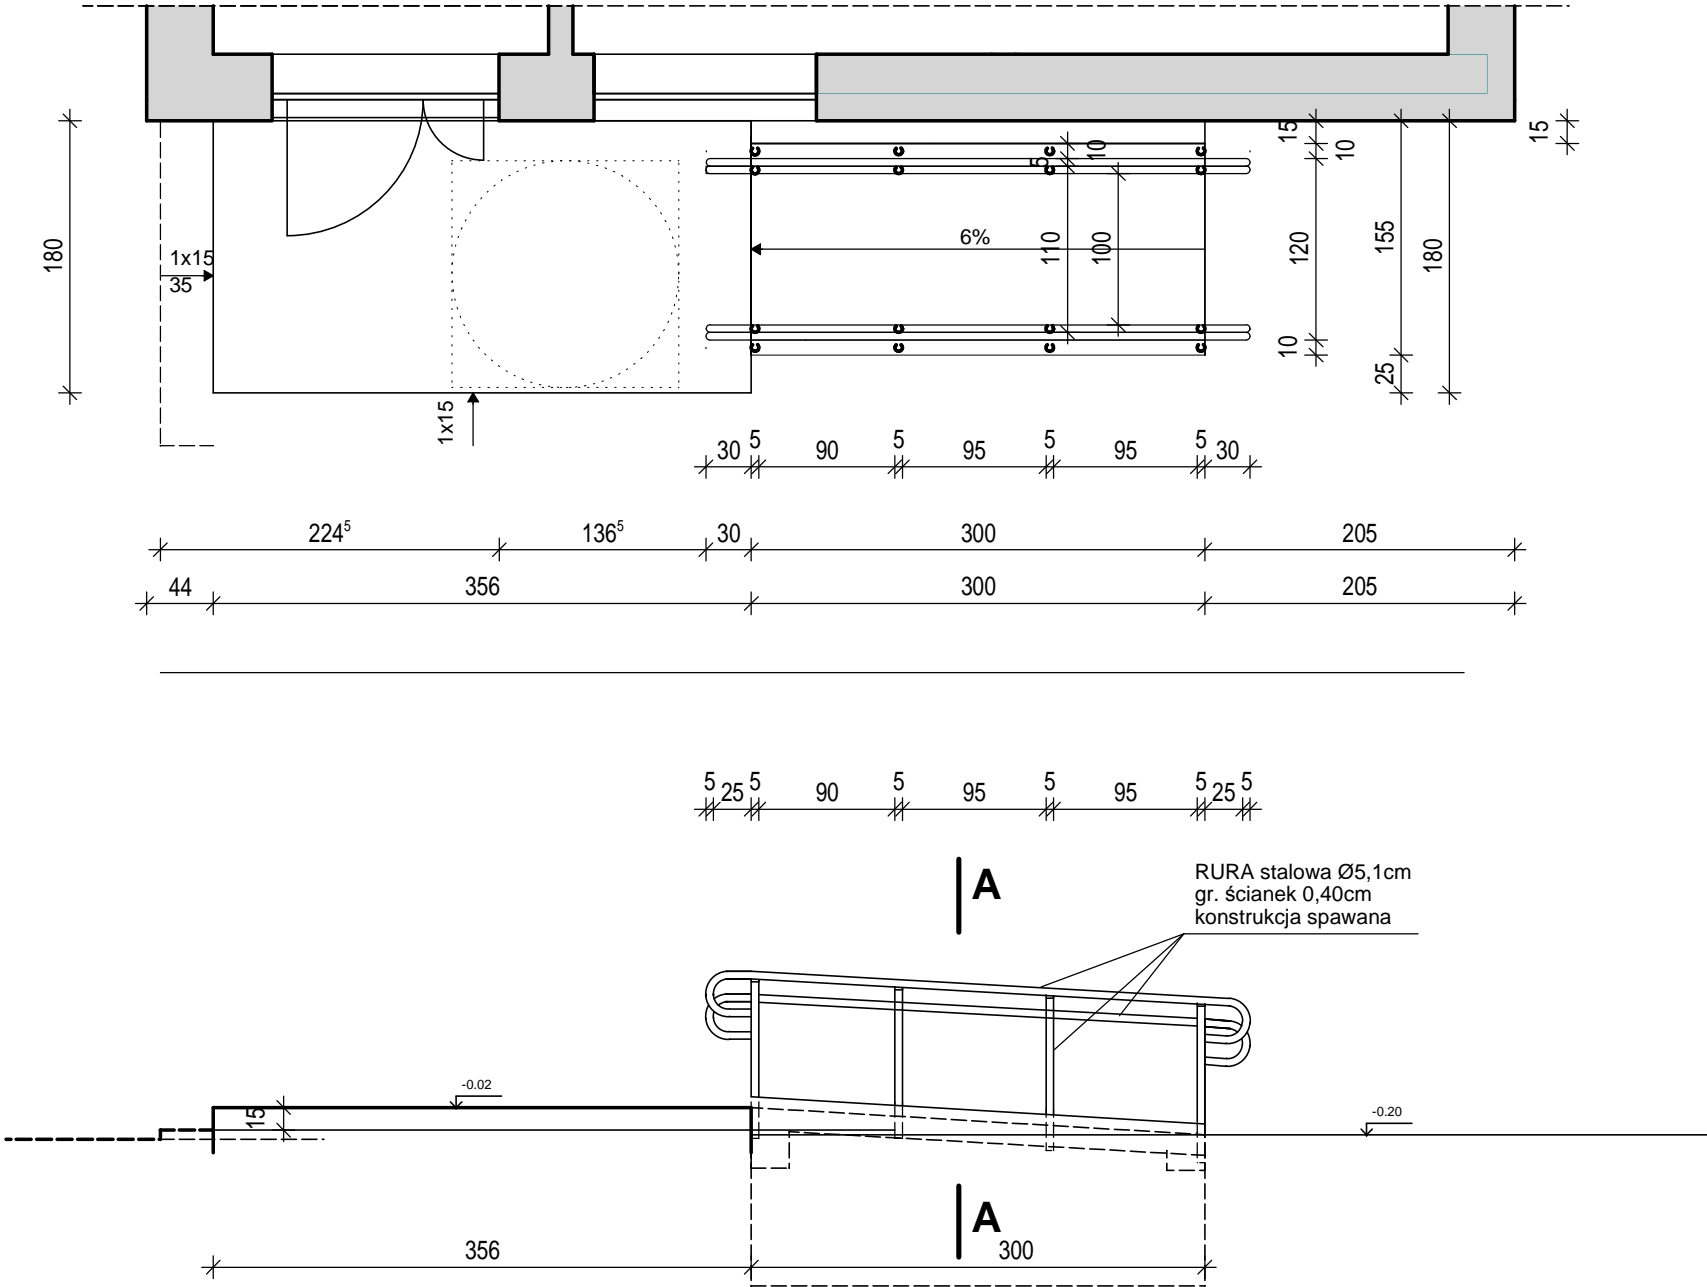 15
15
10
10
5
180
1x15
35
6%
110
100
120
155
180
10
25
1x15
30 5 90 5 95 5 95 5 30
224⁵ 136⁵ 30 300 205
44 356 300 205
5 25 5 90 5 95 5 95 5 25 5
A
RURA stalowa Ø5,1cm
gr. ścianek 0,40cm
konstrukcja spawana
-0.02
15
-0.20
A
356 300